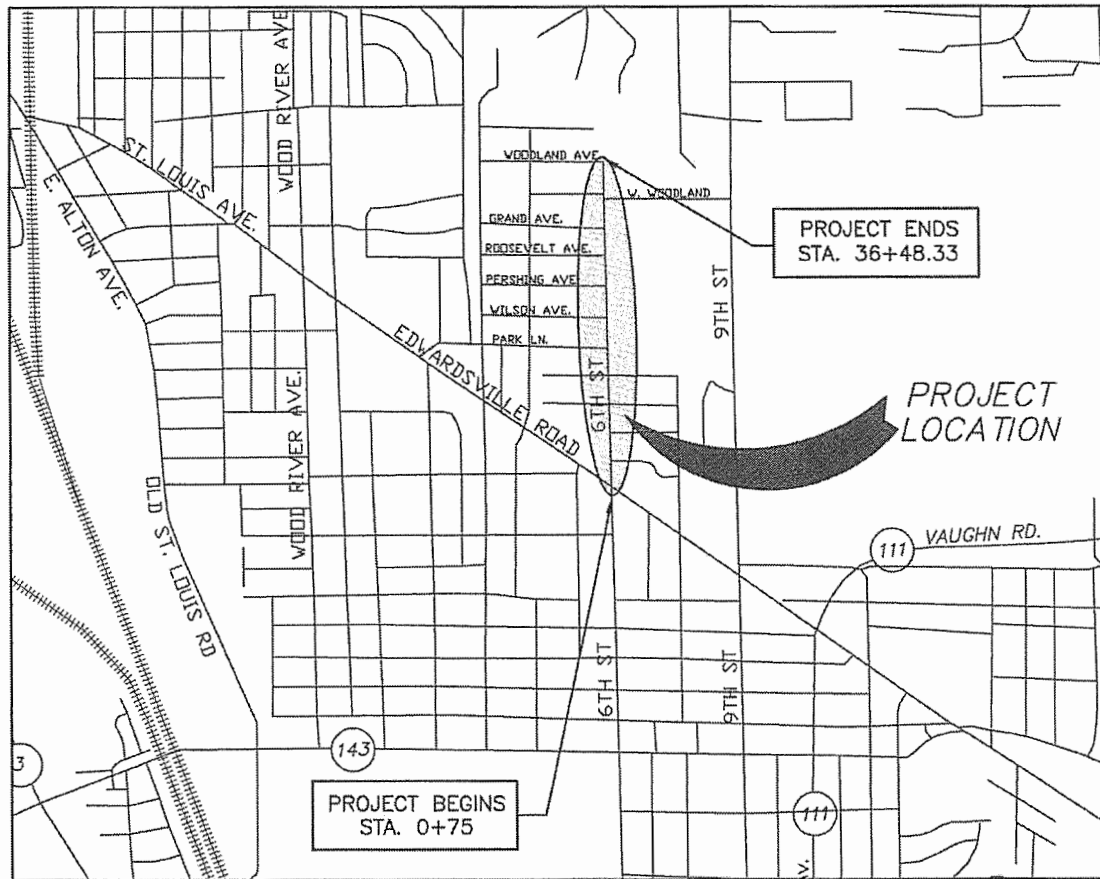 WOOD RIVER AVE
ST. LOUIS AVE.
E. ALTON AVE.
WOODLAND AVE.
W. WOODLAND
GRAND AVE.
ROOSEVELT AVE.
PERSHING AVE
WILSON AVE.
PARK LN.
PROJECT ENDS
STA. 36+48.33
9TH ST
EDWARDSVILLE ROAD
6TH ST
PROJECT
LOCATION
WOOD RIVER AVE.
OLD ST. LOUIS RD
111
VAUGHN RD.
6TH ST
9TH ST
3
143
PROJECT BEGINS
STA. 0+75
111
AV.